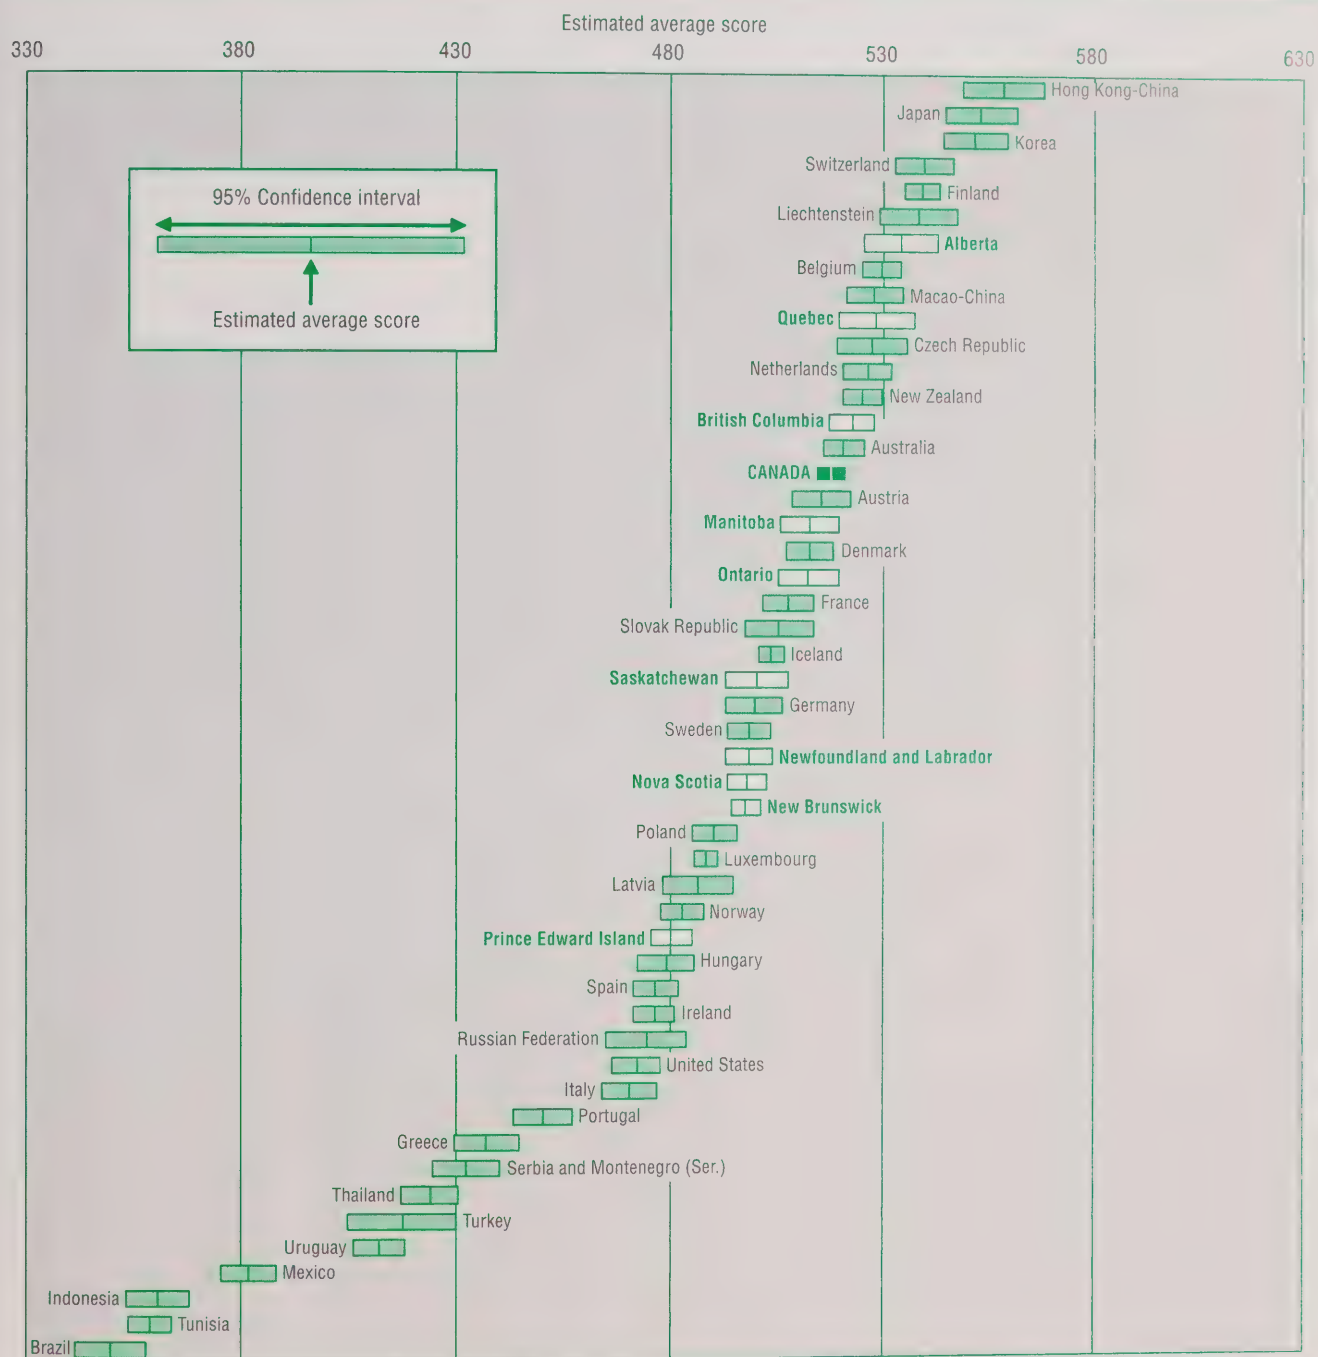 Estimated average score
330 380 430 480 530 580 630
Hong Kong-China
Japan
Korea
Switzerland
Finland
Liechtenstein
Alberta
Belgium
Macao-China
Quebec
Czech Republic
Netherlands
New Zealand
British Columbia
Australia
CANADA
Austria
Manitoba
Denmark
Ontario
France
Slovak Republic
Iceland
Saskatchewan
Germany
Sweden
Newfoundland and Labrador
Nova Scotia
New Brunswick
Poland
Luxembourg
Latvia
Norway
Prince Edward Island
Hungary
Spain
Ireland
Russian Federation
United States
Italy
Portugal
Greece
Serbia and Montenegro (Ser.)
Thailand
Turkey
Uruguay
Mexico
Indonesia
Tunisia
Brazil
95% Confidence interval
Estimated average score